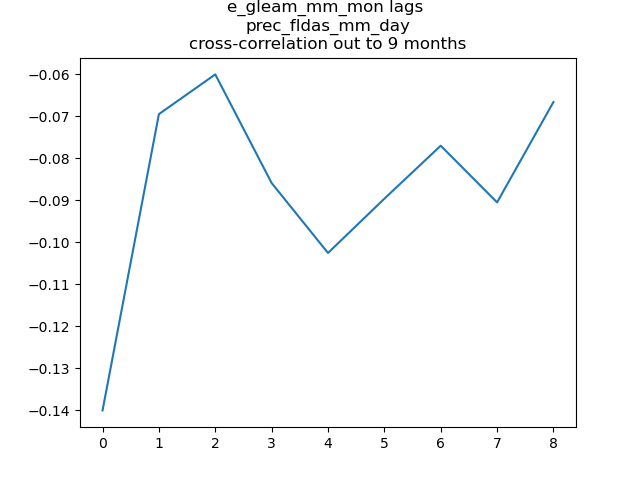 e_gleam_mm_mon lags
prec_fldas_mm_day
cross-correlation out to 9 months
−0.06
−0.07
−0.08
−0.09
−0.10
−0.11
−0.12
−0.13
−0.14
0 1 2 3 4 5 6 7 8